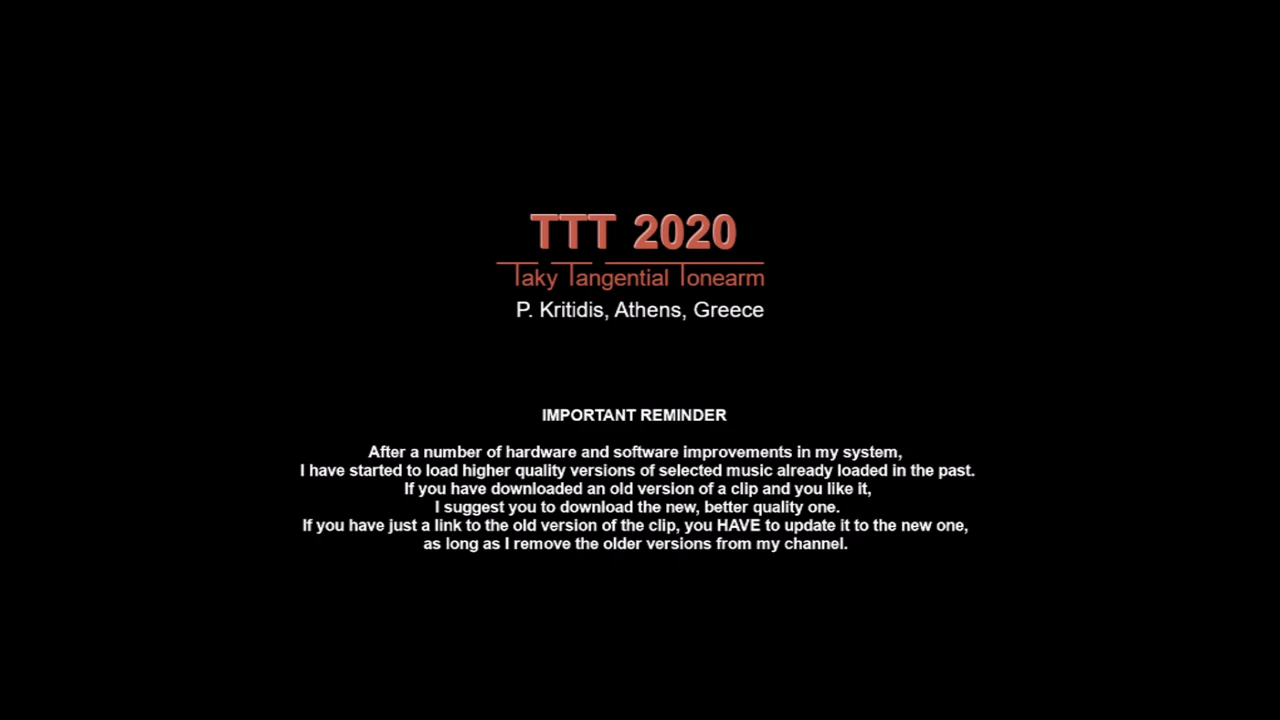 TTT 2020
Taky Tangential Tonearm
P. Kritidis, Athens, Greece
IMPORTANT REMINDER
After a number of hardware and software improvements in my system,
I have started to load higher quality versions of selected music already loaded in the past.
If you have downloaded an old version of a clip and you like it,
I suggest you to download the new, better quality one.
If you have just a link to the old version of the clip, you HAVE to update it to the new one,
as long as I remove the older versions from my channel.